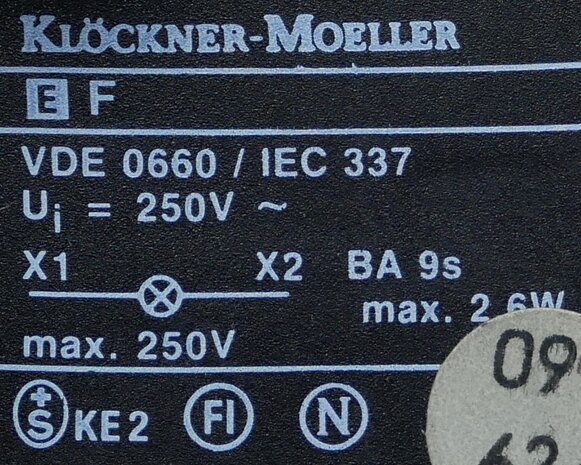 KLÖCKNER-MOELLER
E F
VDE 0660 / IEC 337
Ui = 250V ~
X1 X2 BA 9s
max. 2,6W
max. 250V
09
S KE 2 FI N